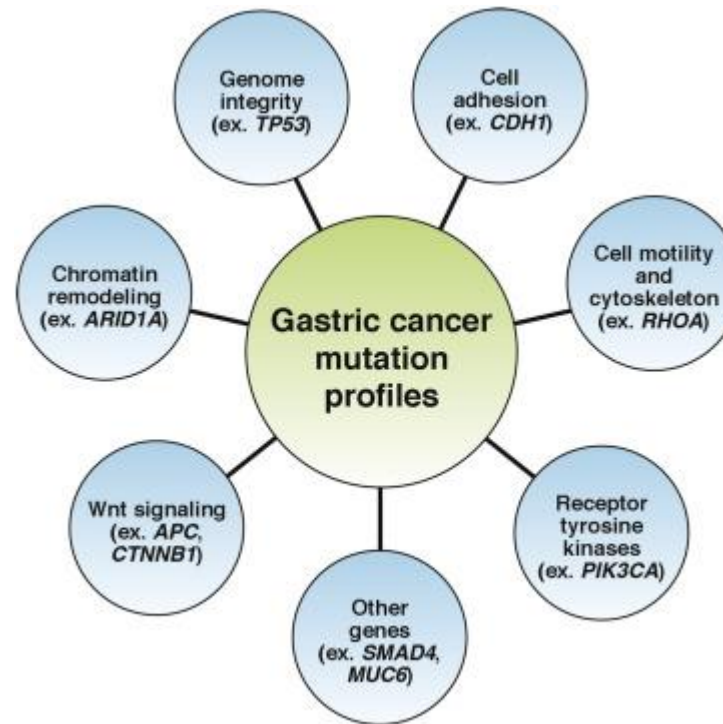 Genome
integrity
(ex. TP53)
Cell
adhesion
(ex. CDH1)
Chromatin
remodeling
(ex. ARID1A)
Cell motility
and
cytoskeleton
(ex. RHOA)
Gastric cancer
mutation
profiles
Wnt signaling
(ex. APC,
CTNNB1)
Receptor
tyrosine
kinases
(ex. PIK3CA)
Other
genes
(ex. SMAD4,
MUC6)